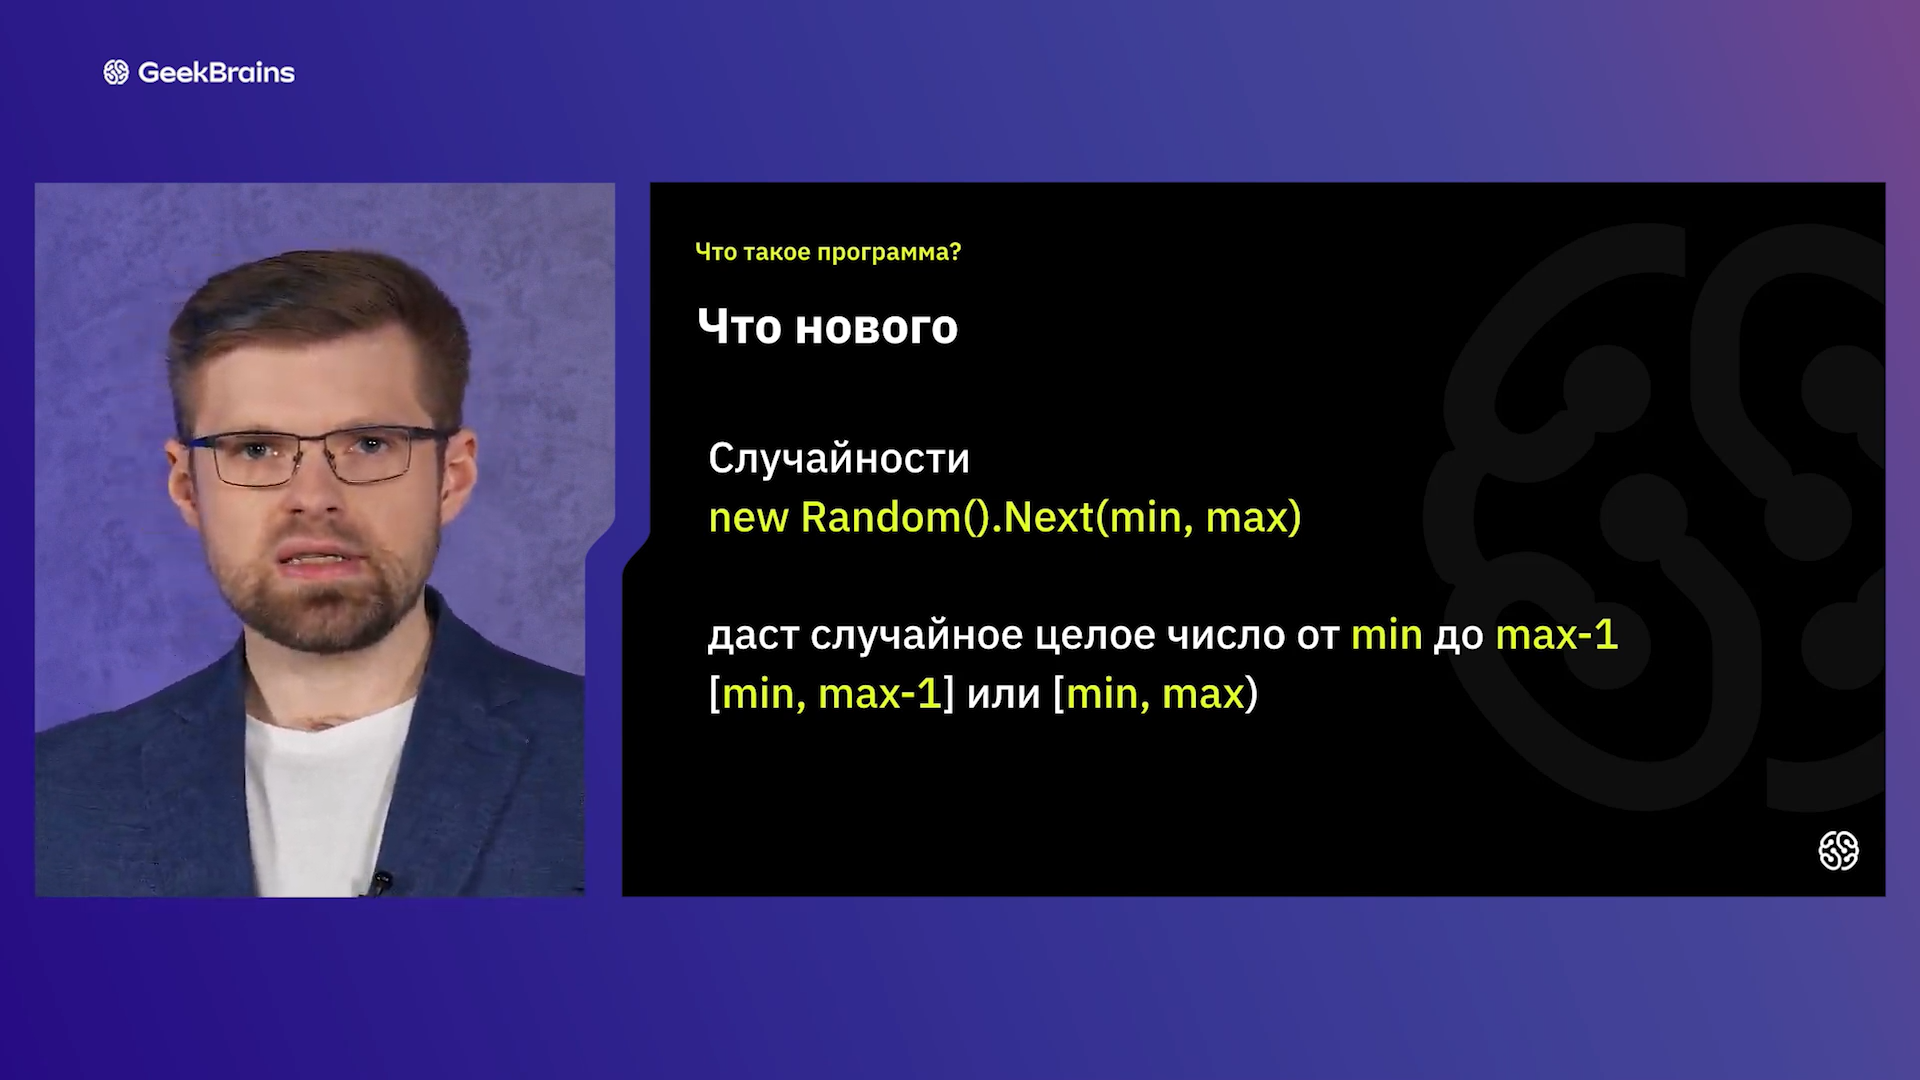 GeekBrains
Что такое программа?
Что нового
Случайности
new Random().Next(min, max)
даст случайное целое число от min до max-1
[min, max-1] или [min, max)